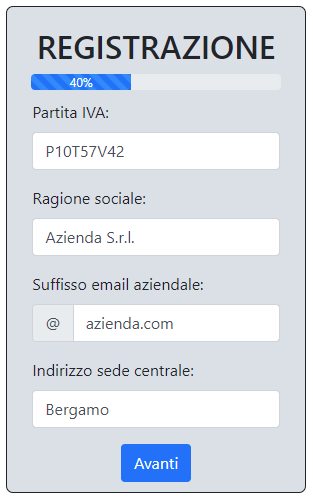 REGISTRAZIONE
40%
Partita IVA:
P10T57V42
Ragione sociale:
Azienda S.r.l.
Suffisso email aziendale:
@ azienda.com
Indirizzo sede centrale:
Bergamo
Avanti